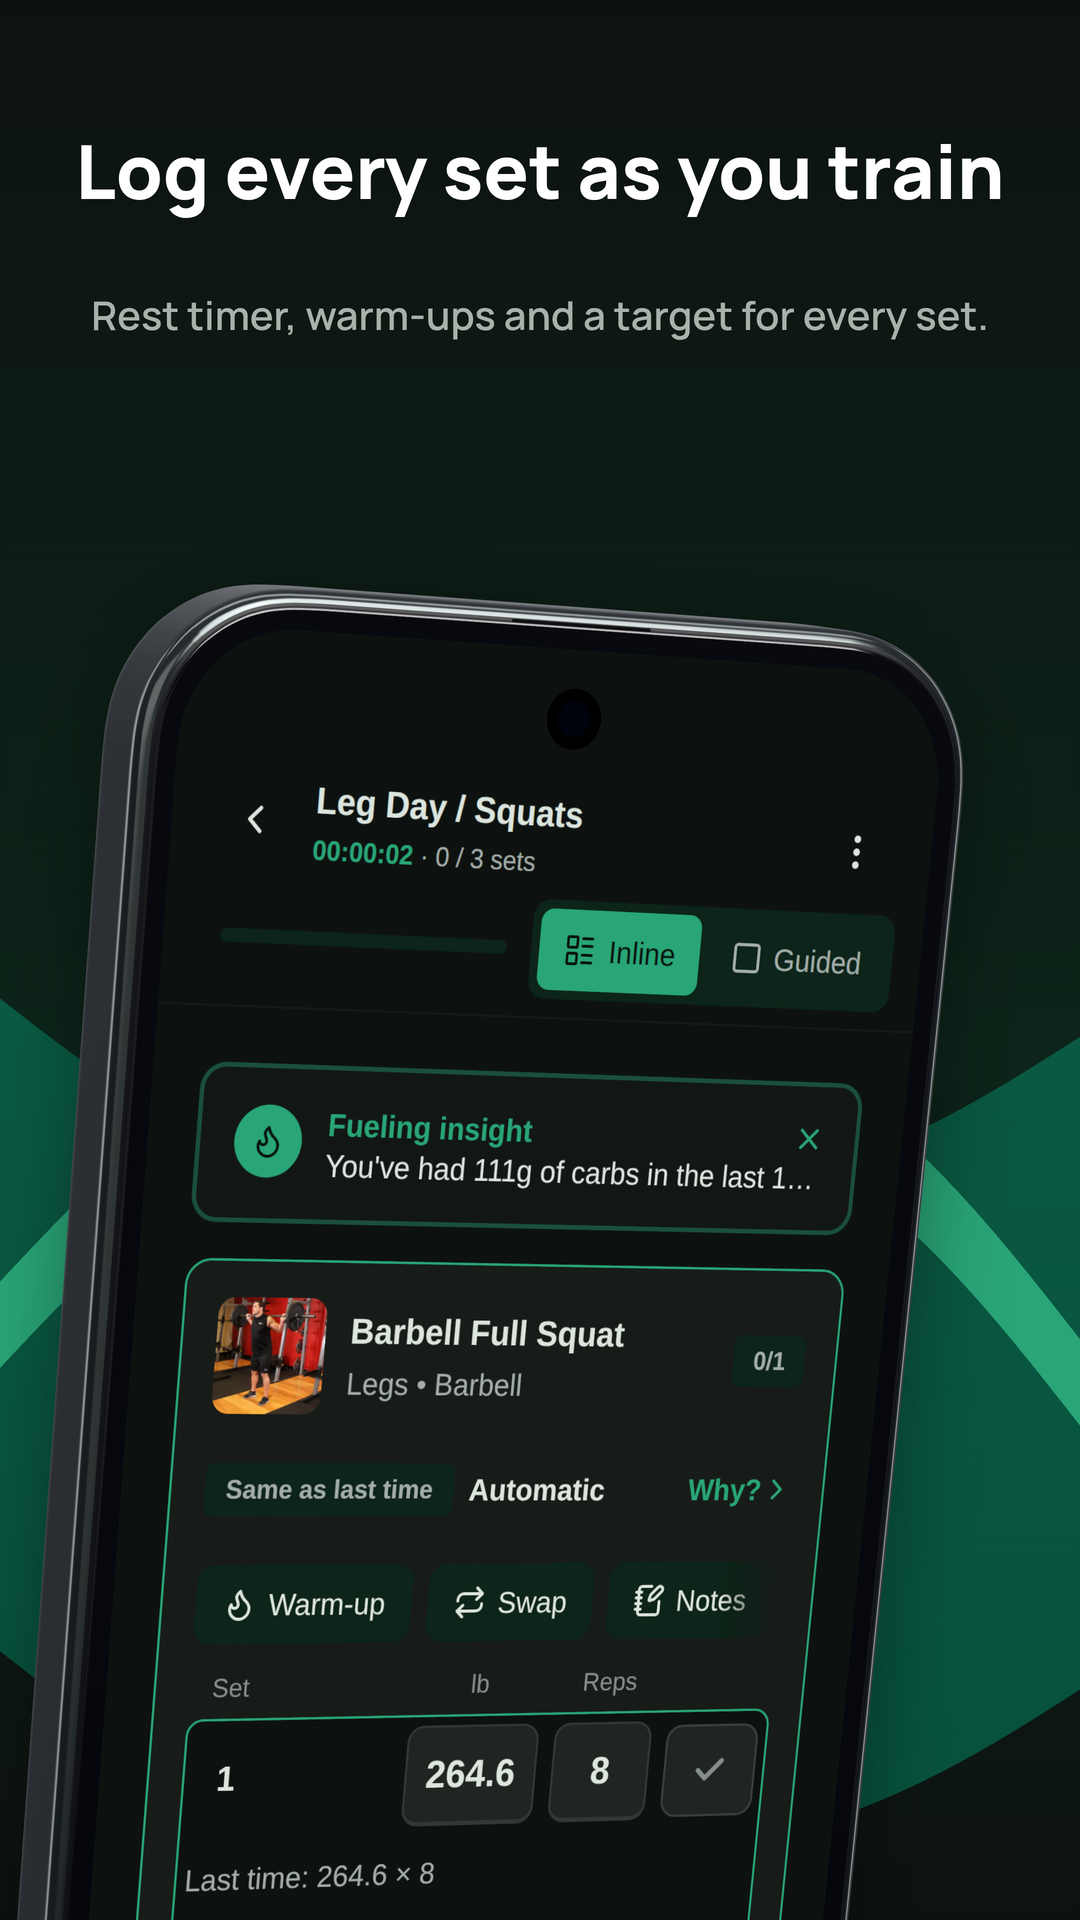 Log every set as you train
Rest timer, warm-ups and a target for every set.
Leg Day / Squats
00:00:02 · 0 / 3 sets
Inline
Guided
Fueling insight
You've had 111g of carbs in the last 1...
Barbell Full Squat
0/1
Legs • Barbell
Same as last time
Automatic
Why?
Warm-up
Swap
Notes
Set
lb
Reps
1
264.6
8
Last time: 264.6 × 8